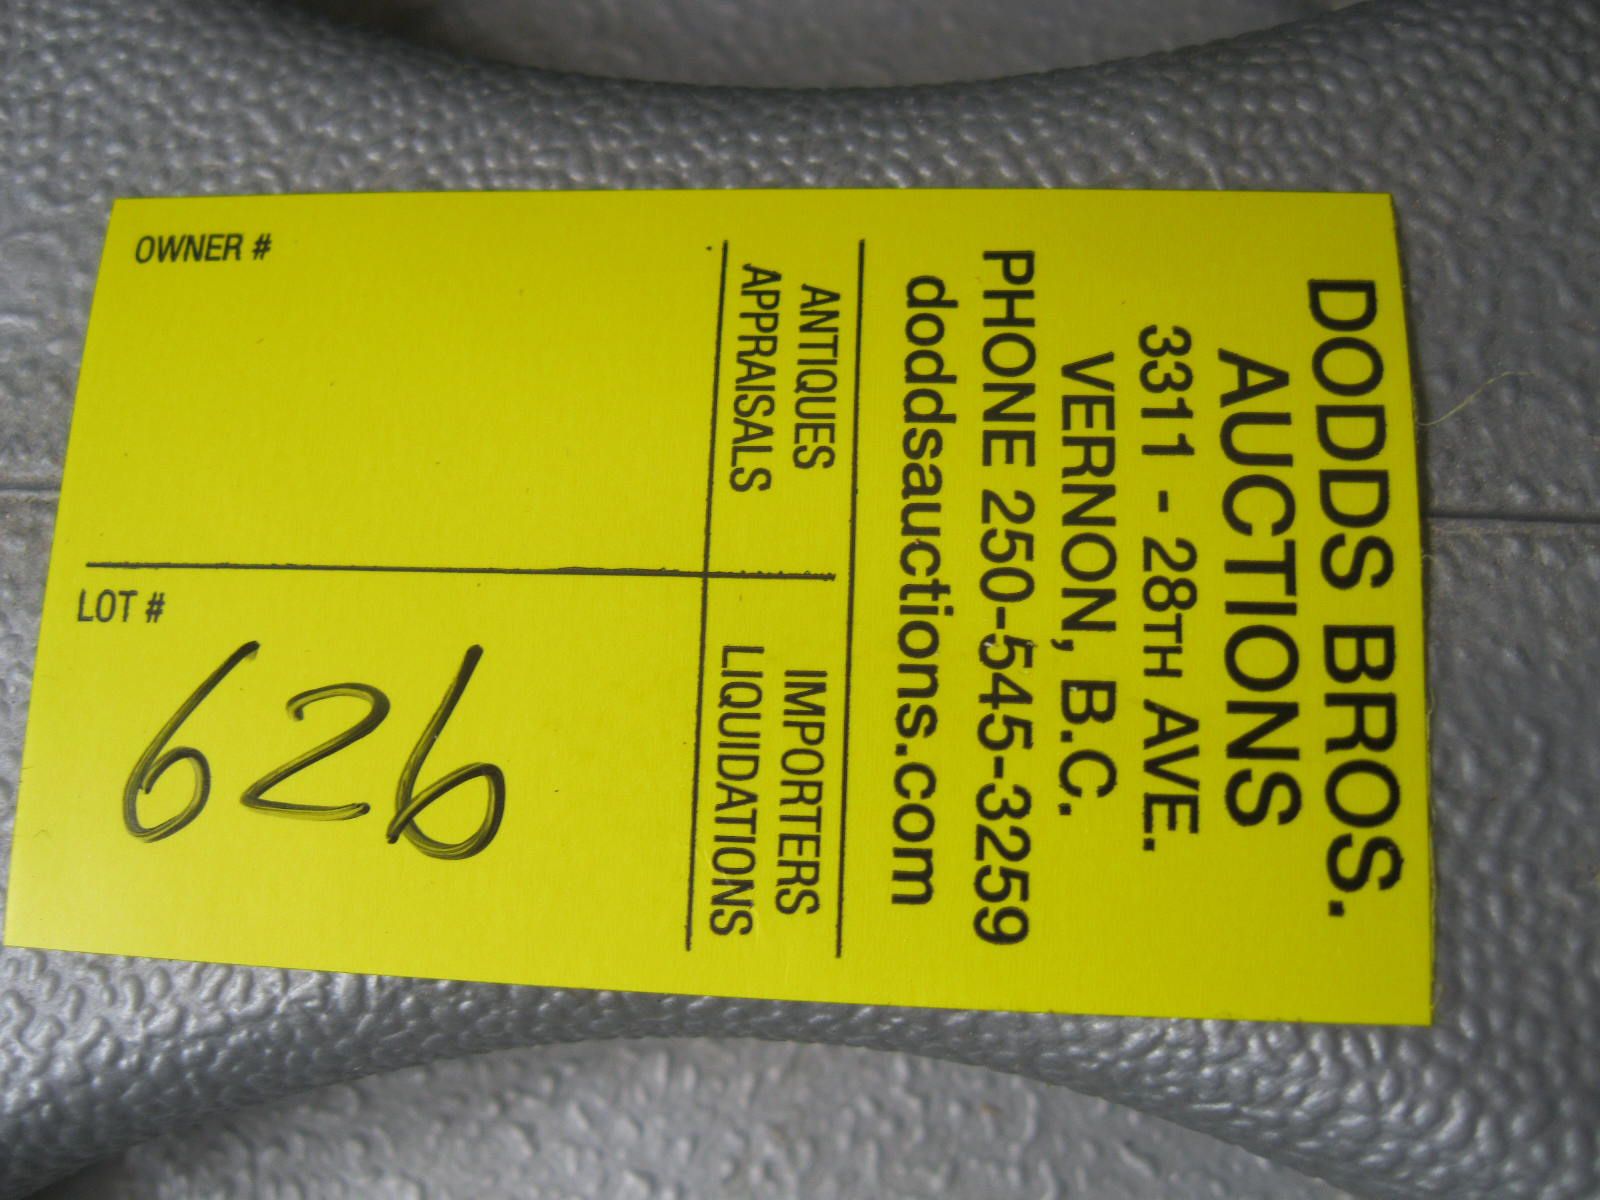 DODDS BROS.
AUCTIONS
3311 - 28TH AVE.
VERNON, B.C.
PHONE 250-545-3259
doddsauctions.com
ANTIQUES
APPRAISALS
IMPORTERS
LIQUIDATIONS
OWNER #
LOT #
626